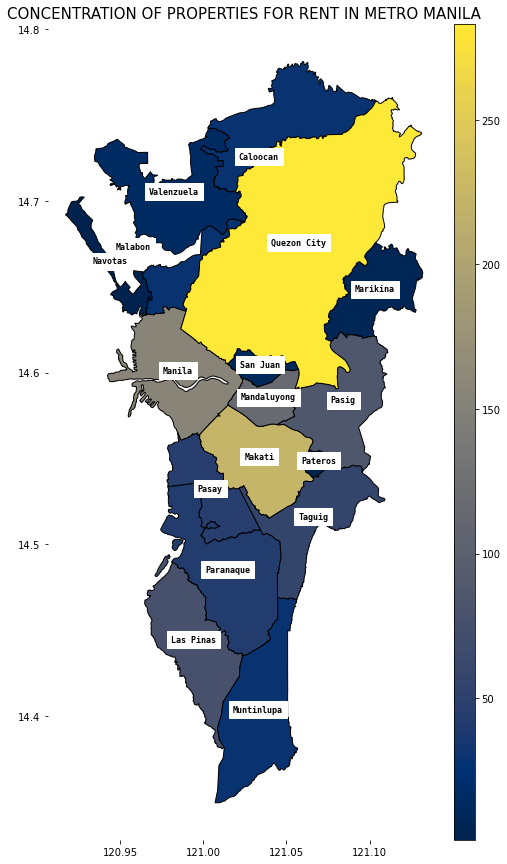 CONCENTRATION OF PROPERTIES FOR RENT IN METRO MANILA
14.8
14.7
14.6
14.5
14.4
120.95
121.00
121.05
121.10
Caloocan
Valenzuela
Quezon City
Malabon
Navotas
Marikina
San Juan
Manila
Mandaluyong
Pasig
Makati
Pateros
Pasay
Taguig
Paranaque
Las Pinas
Muntinlupa
250
200
150
100
50